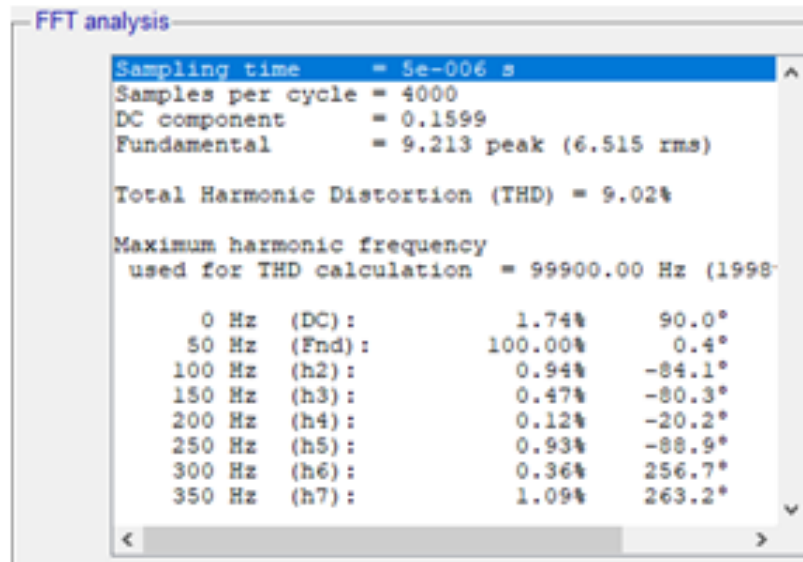 FFT analysis
Sampling time = 5e-006 s
Samples per cycle = 4000
DC component = 0.1599
Fundamental = 9.213 peak (6.515 rms)
Total Harmonic Distortion (THD) = 9.02%
Maximum harmonic frequency
used for THD calculation = 99900.00 Hz (1998
0 Hz (DC): 1.74% 90.0°
50 Hz (Fnd): 100.00% 0.4°
100 Hz (h2): 0.94% -84.1°
150 Hz (h3): 0.47% -80.3°
200 Hz (h4): 0.12% -20.2°
250 Hz (h5): 0.93% -88.9°
300 Hz (h6): 0.36% 256.7°
350 Hz (h7): 1.09% 263.2°